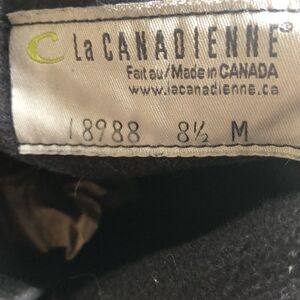 La CANADIENNE®
Fait au/Made in CANADA
www.lacanadienne.ca
18988 8½ M